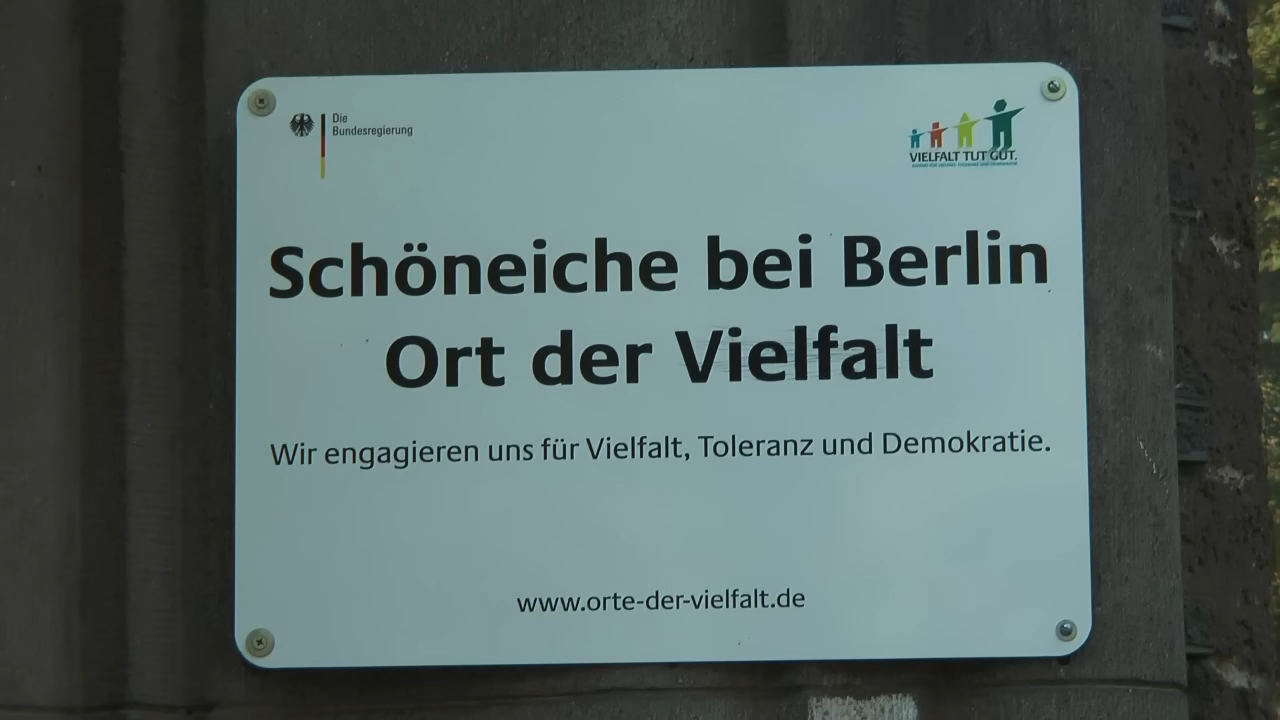 Die
Bundesregierung
VIELFALT TUT GUT.
Schöneiche bei Berlin
Ort der Vielfalt
Wir engagieren uns für Vielfalt, Toleranz und Demokratie.
www.orte-der-vielfalt.de